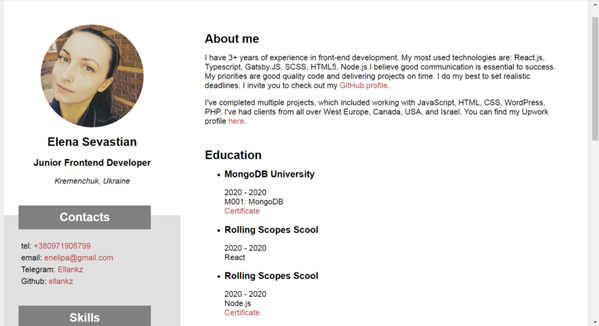 Elena Sevastian
Junior Frontend Developer
Kremenchuk, Ukraine
Contacts
tel: +380971908799
email: enelipa@gmail.com
Telegram: Ellankz
Github: ellankz
Skills
About me
I have 3+ years of experience in front-end development. My most used technologies are: React.js,
Typescript, Gatsby.JS, SCSS, HTML5, Node.js.I believe good communication is essential to success.
My priorities are good quality code and delivering projects on time. I do my best to set realistic
deadlines. I invite you to check out my GitHub profile.
I've completed multiple projects, which included working with JavaScript, HTML, CSS, WordPress,
PHP. I've had clients from all over West Europe, Canada, USA, and Israel. You can find my Upwork
profile here.
Education
MongoDB University
2020 - 2020
M001: MongoDB
Certificate
Rolling Scopes Scool
2020 - 2020
React
Rolling Scopes Scool
2020 - 2020
Node.js
Certificate